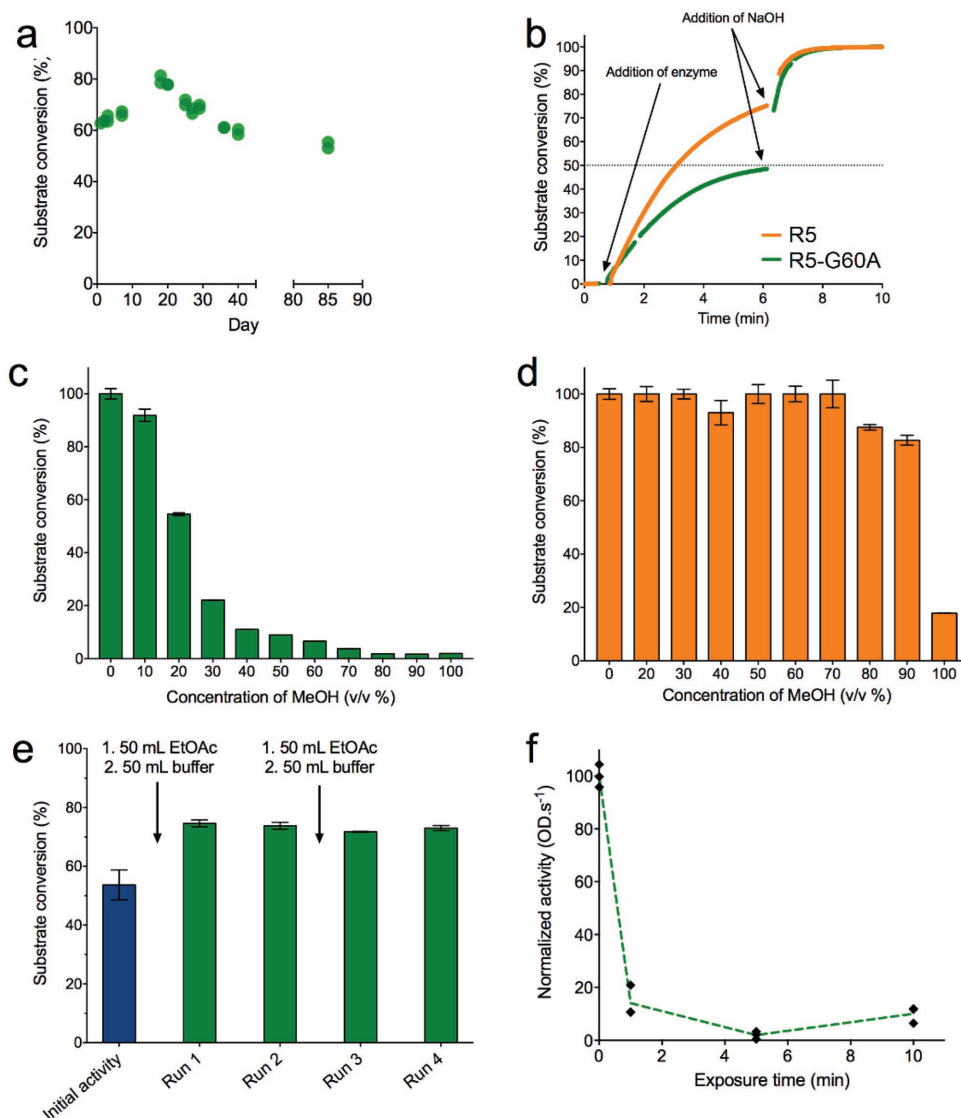 a
Substrate conversion (%;
100
80
60
40
20
0
0 10 20 30 40 80 85 90
Day
b
Addition of NaOH
Addition of enzyme
Substrate conversion (%)
100
90
80
70
60
50
40
30
20
10
0
R5
R5-G60A
0 2 4 6 8 10
Time (min)
c
Substrate conversion (%)
100
80
60
40
20
0
0 10 20 30 40 50 60 70 80 90 100
Concentration of MeOH (v/v %)
d
Substrate conversion (%)
100
80
60
40
20
0
0 20 30 40 50 60 70 80 90 100
Concentration of MeOH (v/v %)
e
1. 50 mL EtOAc
2. 50 mL buffer
1. 50 mL EtOAc
2. 50 mL buffer
Substrate conversion (%)
100
80
60
40
20
0
Initial activity
Run 1
Run 2
Run 3
Run 4
f
Normalized activity (OD.s-1)
100
80
60
40
20
0
0 2 4 6 8 10
Exposure time (min)